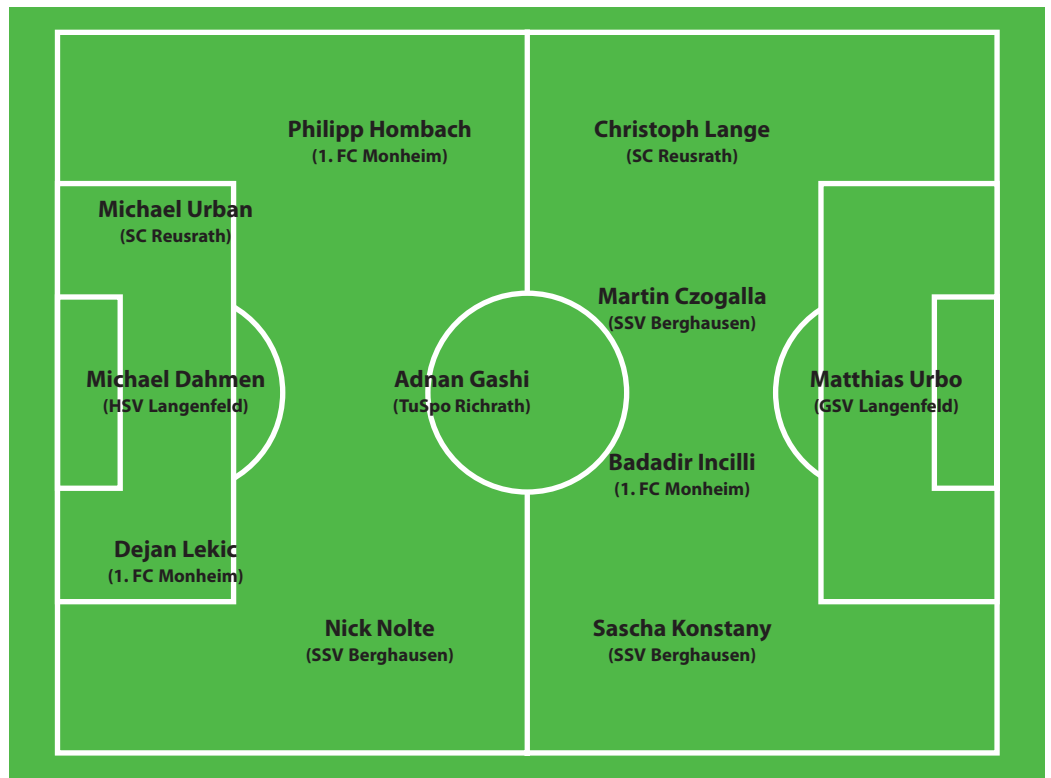 Philipp Hombach
(1. FC Monheim)
Christoph Lange
(SC Reusrath)
Michael Urban
(SC Reusrath)
Martin Czogalla
(SSV Berghausen)
Michael Dahmen
(HSV Langenfeld)
Adnan Gashi
(TuSpo Richrath)
Matthias Urbo
(GSV Langenfeld)
Badadir Incilli
(1. FC Monheim)
Dejan Lekic
(1. FC Monheim)
Nick Nolte
(SSV Berghausen)
Sascha Konstany
(SSV Berghausen)